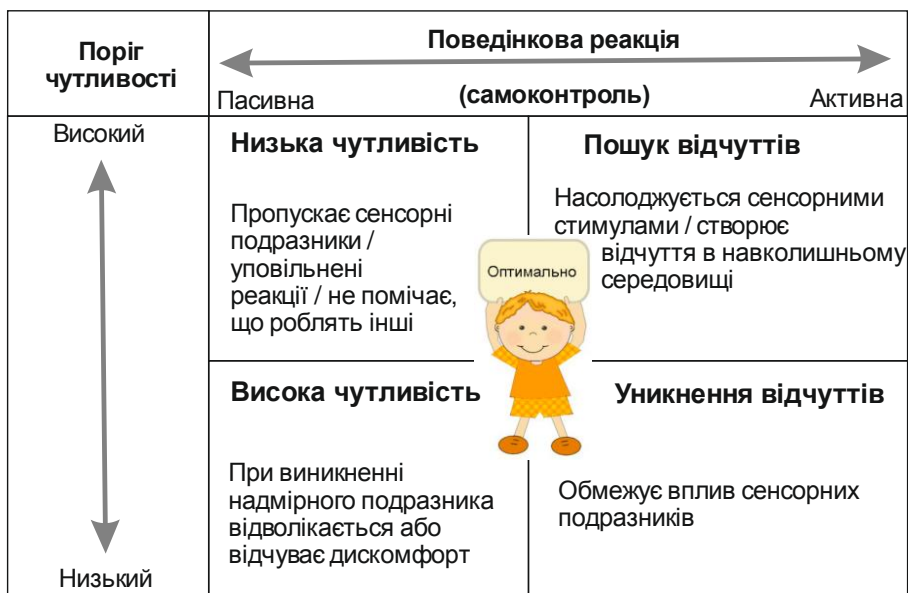 Поріг
чутливості
Поведінкова реакція
Пасивна
(самоконтроль)
Активна
Високий
Низька чутливість
Пропускає сенсорні
подразники /
уповільнені
реакції / не помічає,
що роблять інші
Пошук відчуттів
Насолоджується сенсорними
стимулами / створює
відчуття в навколишньому
середовищі
Оптимально
Висока чутливість
При виникненні
надмірного подразника
відволікається або
відчуває дискомфорт
Уникнення відчуттів
Обмежує вплив сенсорних
подразників
Низький